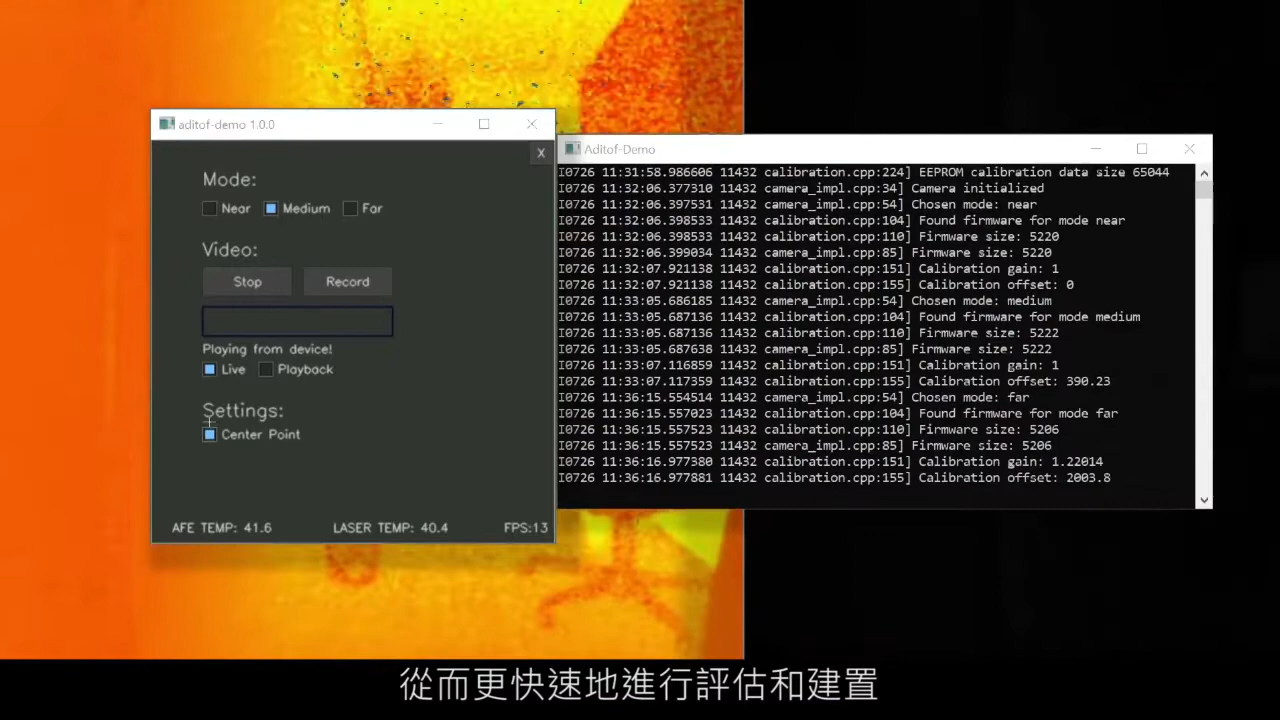 aditof-demo 1.0.0
X
Mode:
Near Medium Far
Video:
Stop Record
Playing from device!
Live Playback
Settings:
Center Point
AFE TEMP: 41.6 LASER TEMP: 40.4 FPS:13
Aditof-Demo
I0726 11:31:58.986606 11432 calibration.cpp:224] EEPROM calibration data size 65044
I0726 11:32:06.377310 11432 camera_impl.cpp:34] Camera initialized
I0726 11:32:06.397531 11432 camera_impl.cpp:54] Chosen mode: near
I0726 11:32:06.398533 11432 calibration.cpp:104] Found firmware for mode near
I0726 11:32:06.398533 11432 calibration.cpp:110] Firmware size: 5220
I0726 11:32:06.399034 11432 camera_impl.cpp:85] Firmware size: 5220
I0726 11:32:07.921138 11432 calibration.cpp:151] Calibration gain: 1
I0726 11:32:07.921138 11432 calibration.cpp:155] Calibration offset: 0
I0726 11:33:05.686185 11432 camera_impl.cpp:54] Chosen mode: medium
I0726 11:33:05.687136 11432 calibration.cpp:104] Found firmware for mode medium
I0726 11:33:05.687136 11432 calibration.cpp:110] Firmware size: 5222
I0726 11:33:05.687638 11432 camera_impl.cpp:85] Firmware size: 5222
I0726 11:33:07.116859 11432 calibration.cpp:151] Calibration gain: 1
I0726 11:33:07.117359 11432 calibration.cpp:155] Calibration offset: 390.23
I0726 11:36:15.554514 11432 camera_impl.cpp:54] Chosen mode: far
I0726 11:36:15.557023 11432 calibration.cpp:104] Found firmware for mode far
I0726 11:36:15.557523 11432 calibration.cpp:110] Firmware size: 5206
I0726 11:36:15.557523 11432 camera_impl.cpp:85] Firmware size: 5206
I0726 11:36:16.977380 11432 calibration.cpp:151] Calibration gain: 1.22014
I0726 11:36:16.977881 11432 calibration.cpp:155] Calibration offset: 2003.8
從而更快速地進行評估和建置